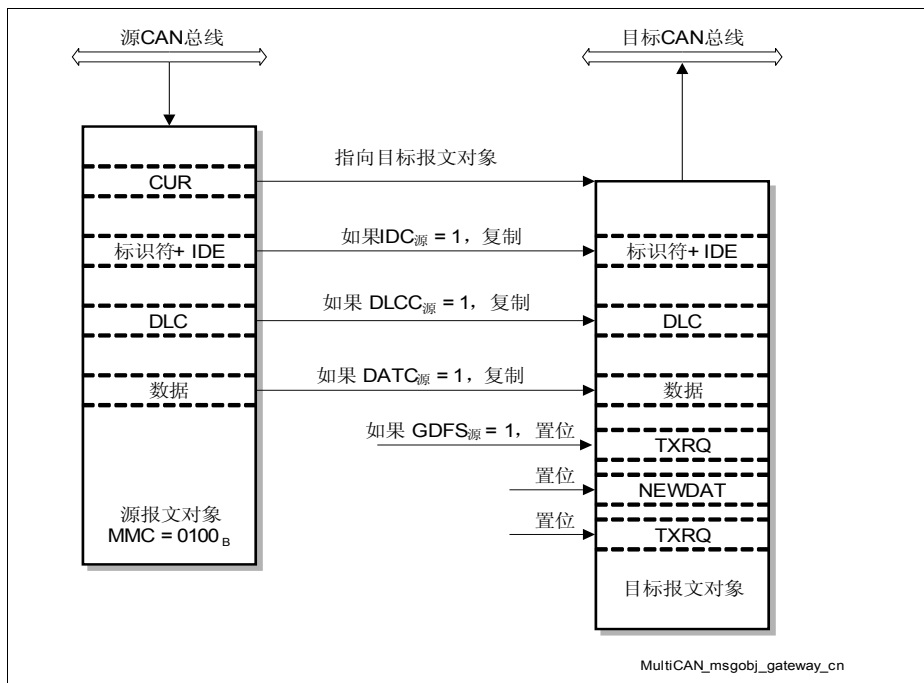 源CAN总线
目标CAN总线
指向目标报文对象
CUR
标识符+ IDE
如果IDC源 = 1，复制
标识符+ IDE
DLC
如果 DLCC源 = 1，复制
DLC
数据
如果 DATC源 = 1，复制
数据
如果 GDFS源 = 1，置位
TXRQ
置位
NEWDAT
置位
TXRQ
源报文对象
MMC = 0100 B
目标报文对象
MultiCAN_msgobj_gateway_cn